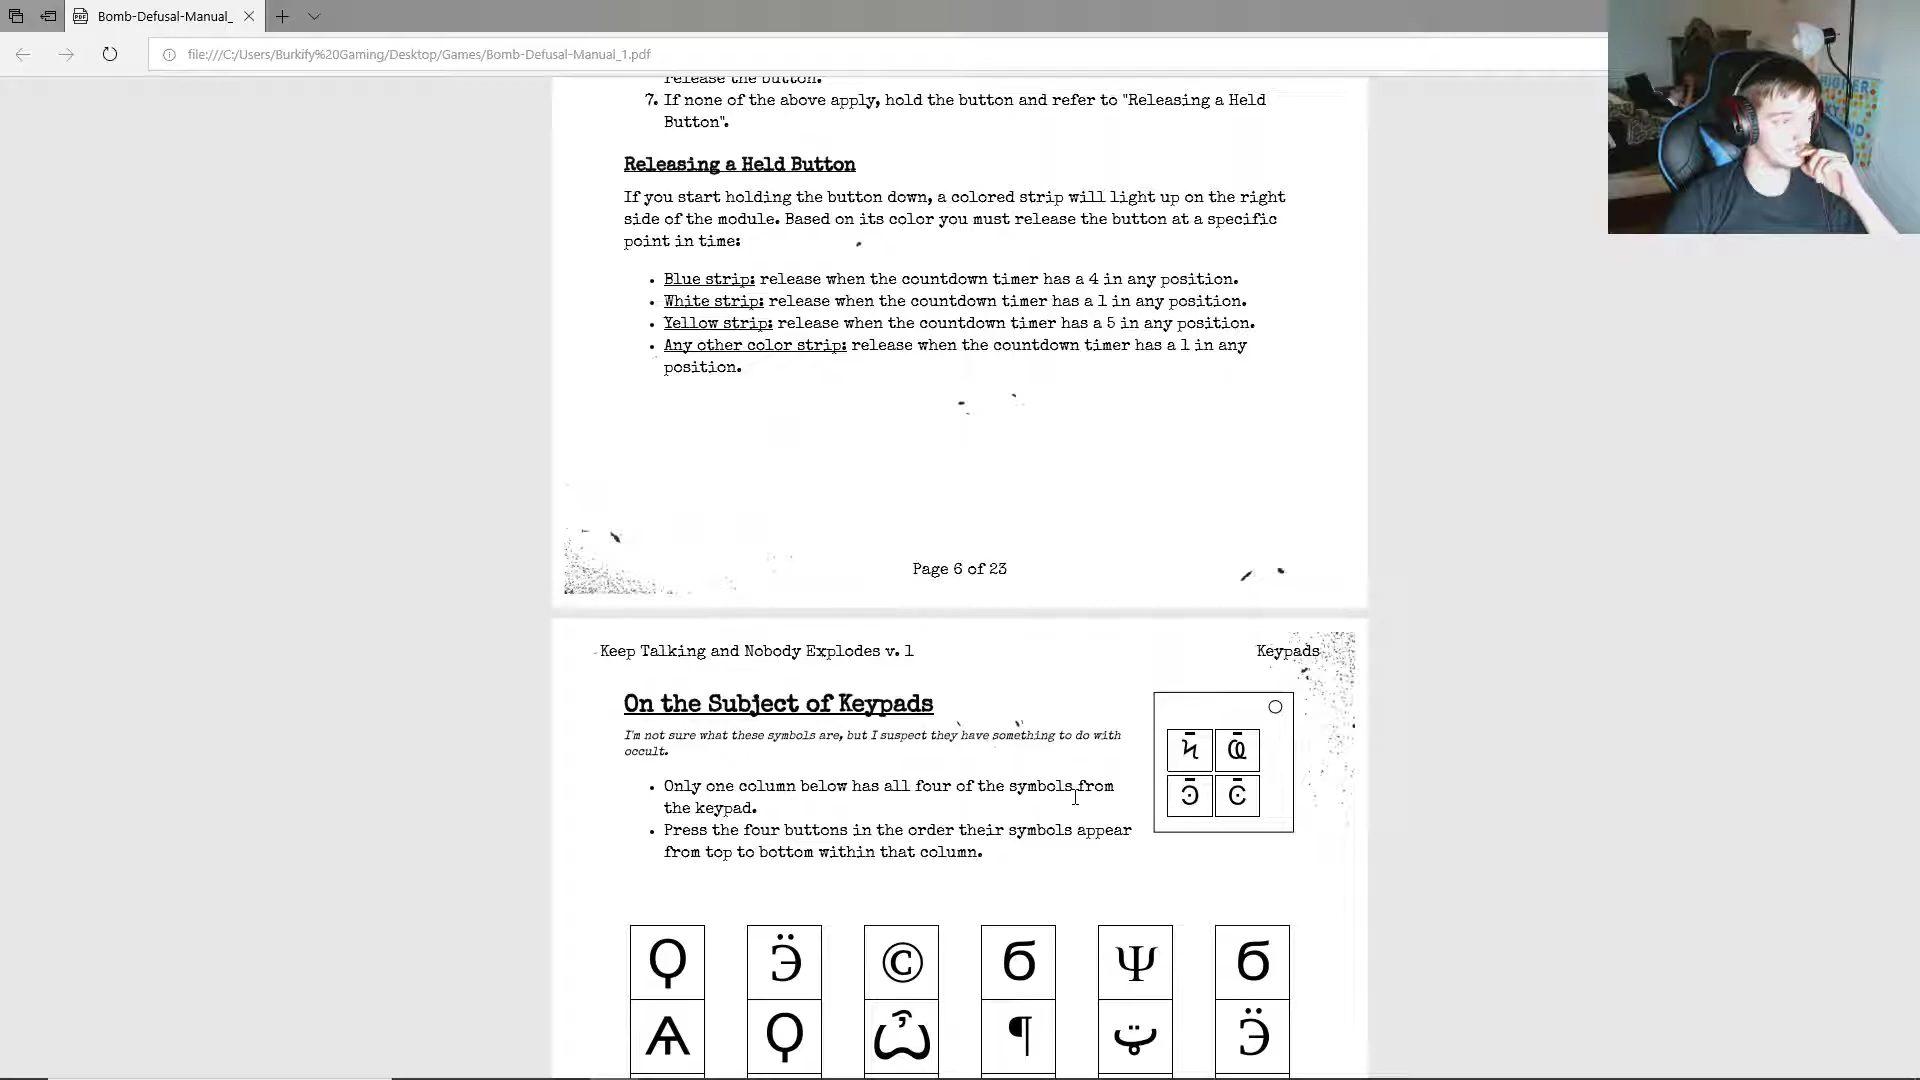 Bomb-Defusal-Manual_
file:///C:/Users/Burkify%20Gaming/Desktop/Games/Bomb-Defusal-Manual_1.pdf
release the button.
7. If none of the above apply, hold the button and refer to "Releasing a Held
Button".
Releasing a Held Button
If you start holding the button down, a colored strip will light up on the right
side of the module. Based on its color you must release the button at a specific
point in time:
• Blue strip: release when the countdown timer has a 4 in any position.
• White strip: release when the countdown timer has a 1 in any position.
• Yellow strip: release when the countdown timer has a 5 in any position.
• Any other color strip: release when the countdown timer has a 1 in any
position.
Page 6 of 23
Keep Talking and Nobody Explodes v. 1
Keypads
On the Subject of Keypads
I'm not sure what these symbols are, but I suspect they have something to do with
occult.
• Only one column below has all four of the symbols from
the keypad.
• Press the four buttons in the order their symbols appear
from top to bottom within that column.
Ϟ Ҩ
Ͽ Ͼ
Ϙ Ӭ © б Ψ б
Ѧ Ϙ Ѽ ¶ ټ Ӭ